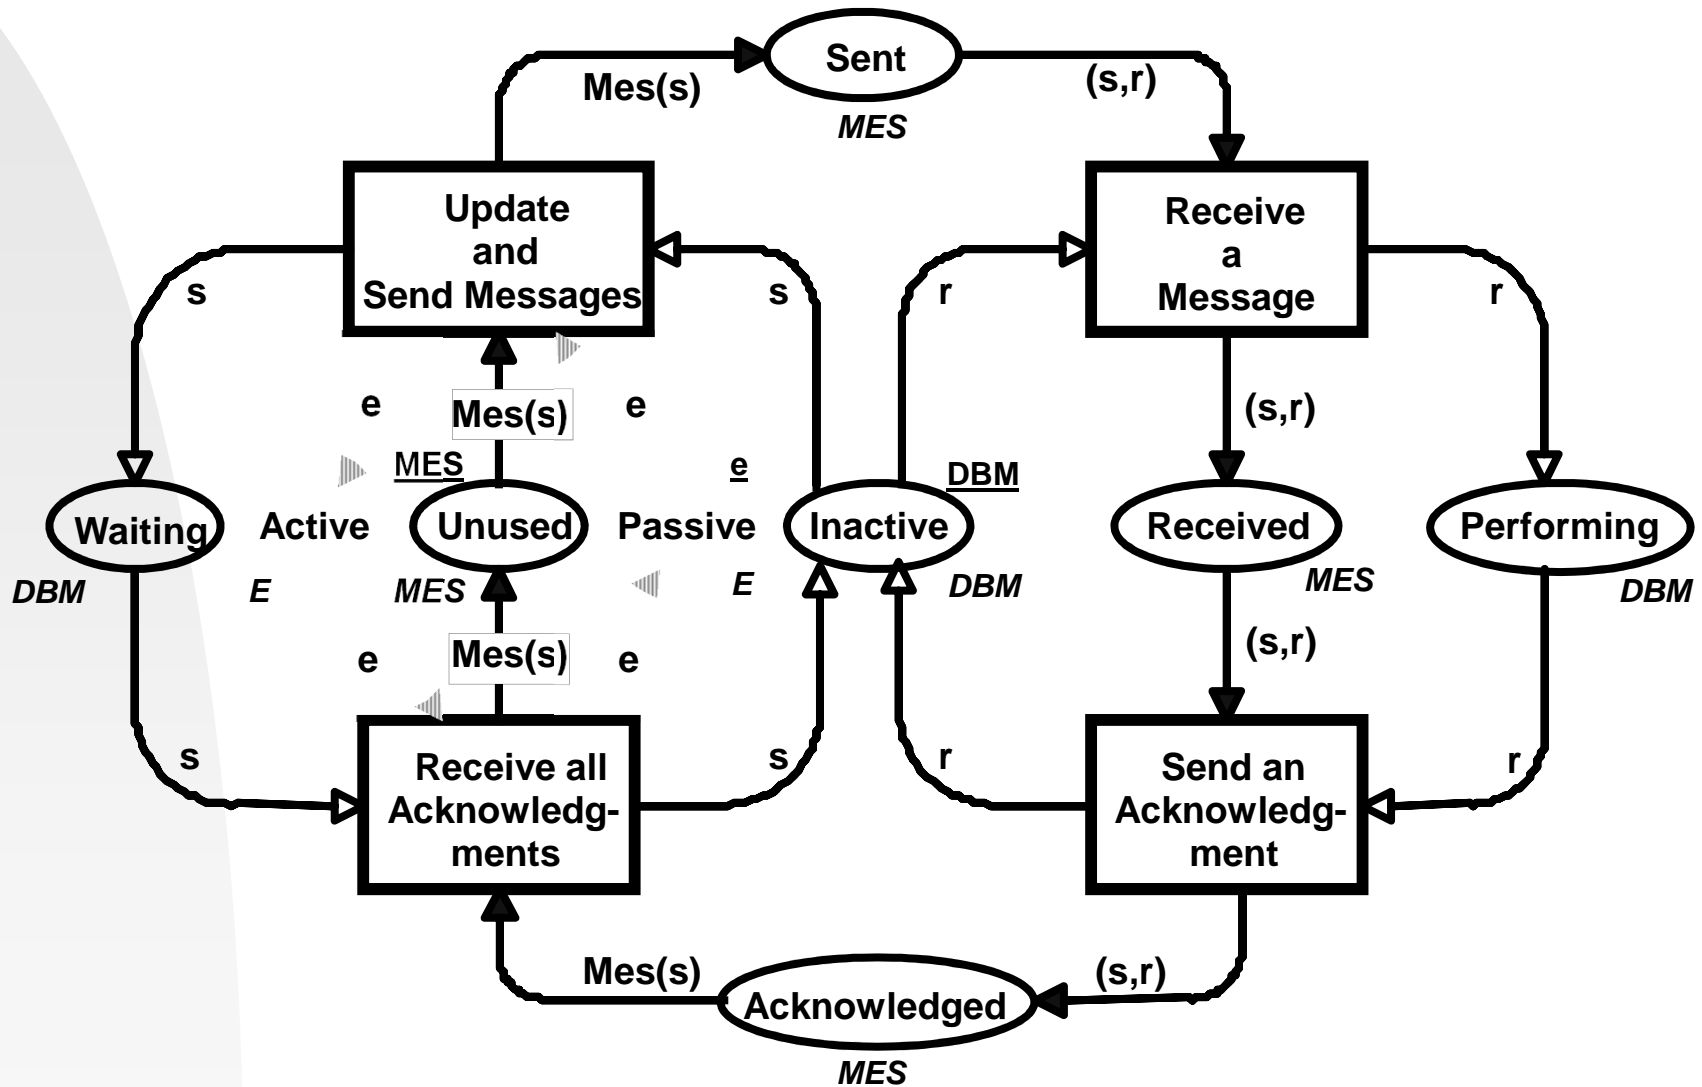 Sent
Mes(s)
(s,r)
MES
Update
and
Send Messages
Receive
a
Message
s
s
r
r
e
Mes(s)
e
(s,r)
MES
e
DBM
Waiting
Active
Unused
Passive
Inactive
Received
Performing
DBM
E
MES
E
DBM
MES
DBM
e
Mes(s)
e
(s,r)
s
s
r
r
Receive all
Acknowledg-
ments
Send an
Acknowledg-
ment
Mes(s)
(s,r)
Acknowledged
MES